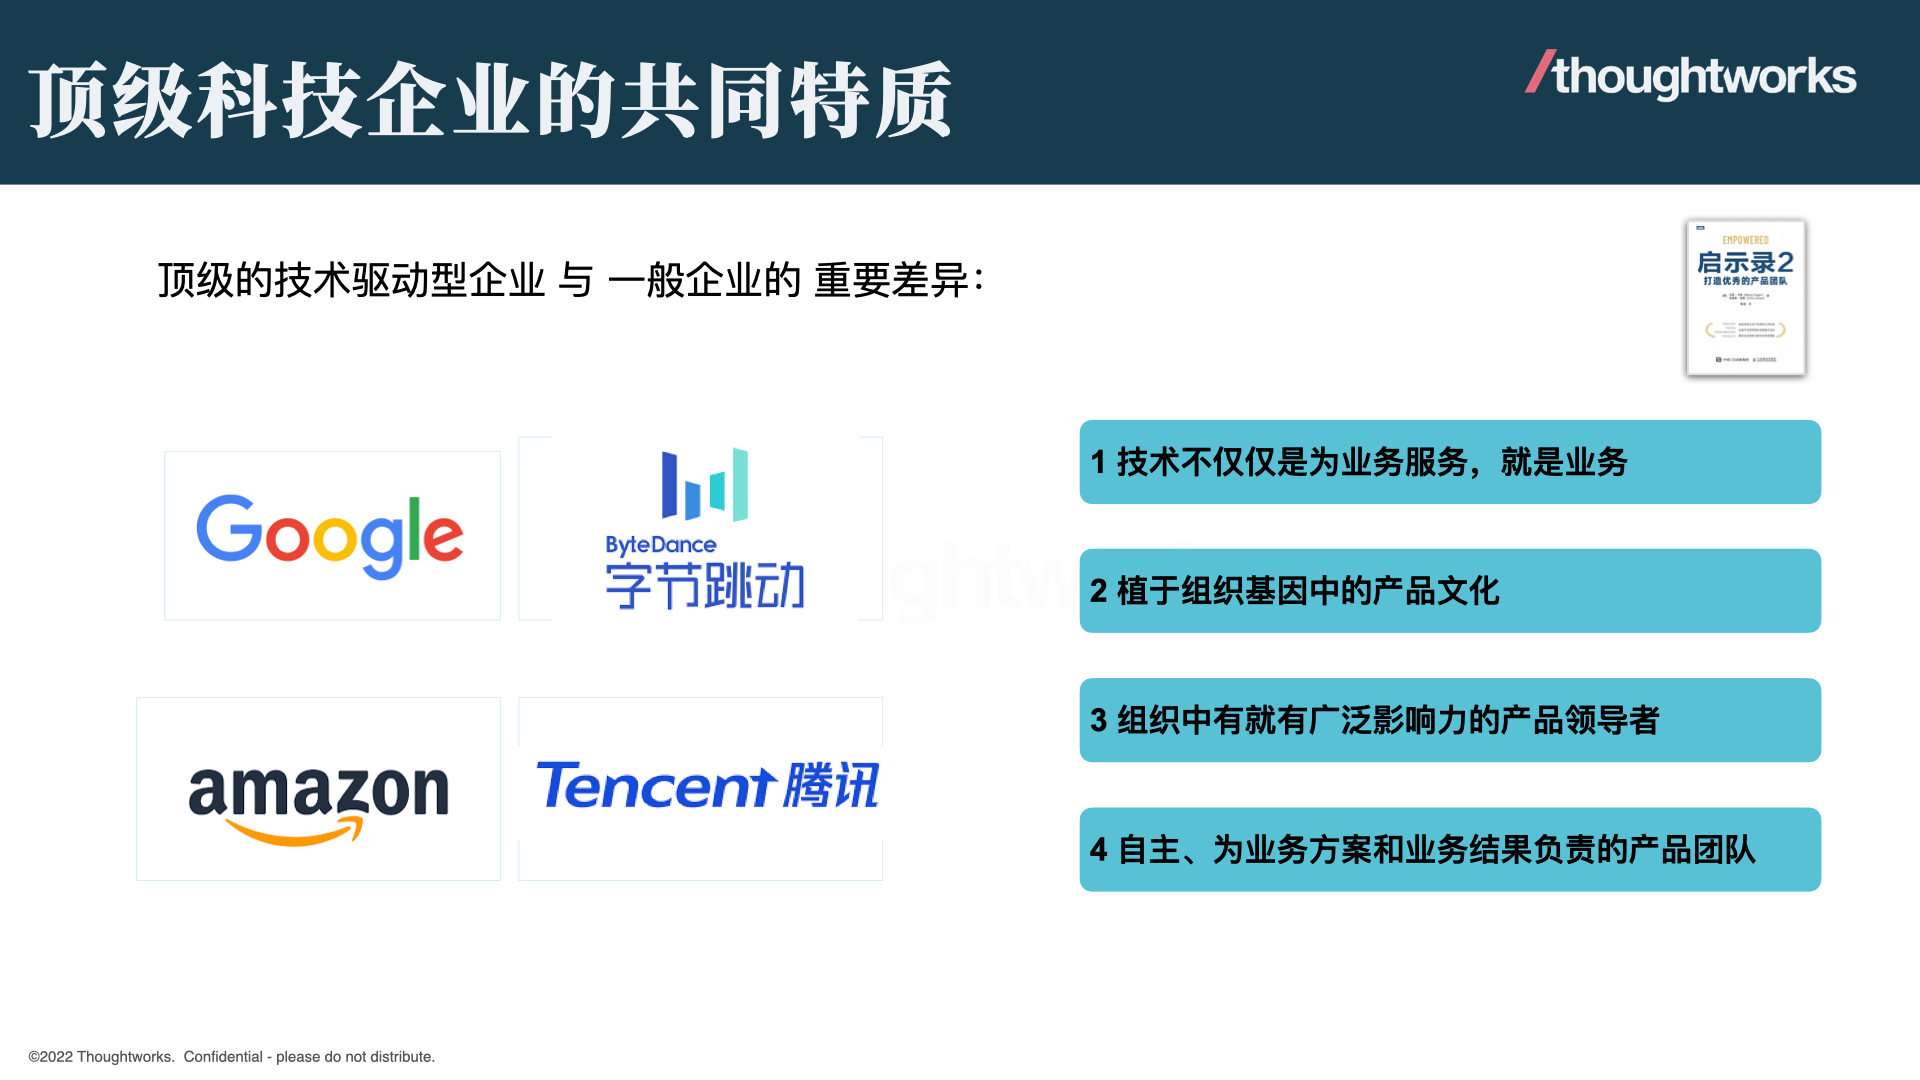 顶级科技企业的共同特质
/thoughtworks
顶级的技术驱动型企业 与 一般企业的 重要差异：
EMPOWERED
启示录2
打造优秀的产品团队
Google
ByteDance
字节跳动
amazon
Tencent 腾讯
1 技术不仅仅是为业务服务，就是业务
2 植于组织基因中的产品文化
3 组织中有就有广泛影响力的产品领导者
4 自主、为业务方案和业务结果负责的产品团队
©2022 Thoughtworks.  Confidential - please do not distribute.